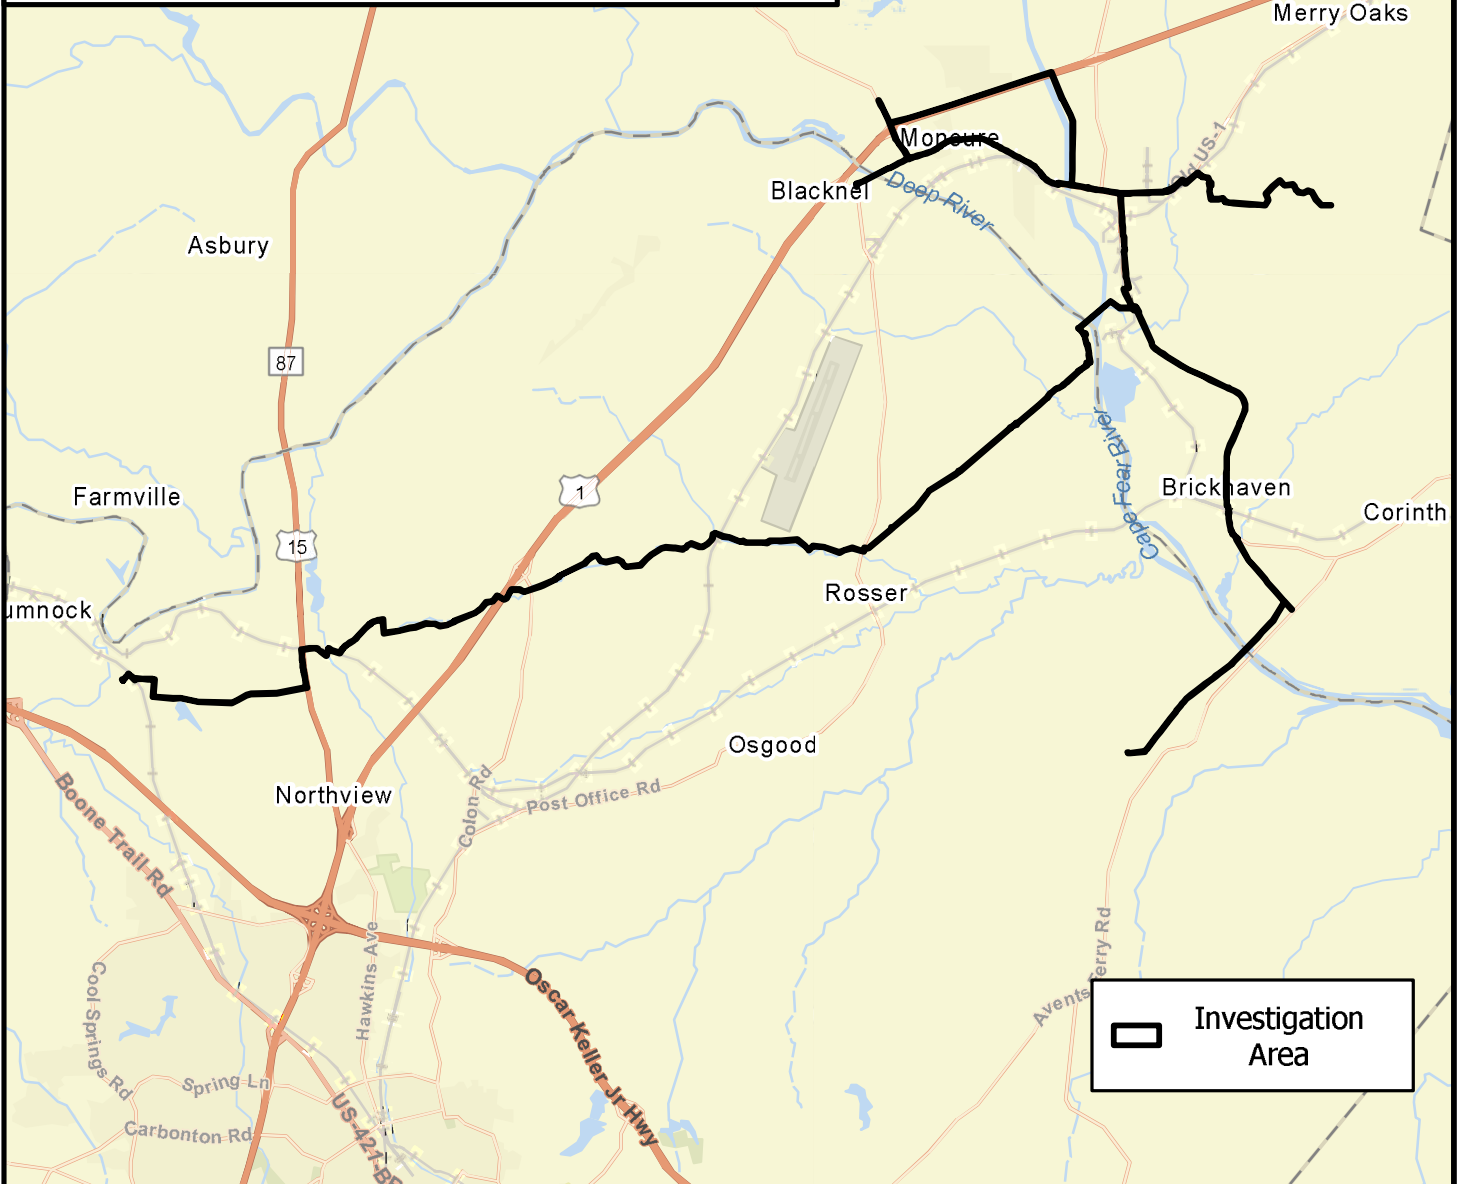 Merry Oaks
Moncure
Old US-1
Blacknel
Deep River
Asbury
87
1
Farmville
15
Cape Fear River
Brickhaven
Corinth
umnock
Rosser
Osgood
Northview
Boone Trail Rd
Colon Rd
Post Office Rd
Hawkins Ave
Oscar Keller Jr Hwy
Avents Ferry Rd
Cool Springs Rd
Investigation
Area
Spring Ln
Carbonton Rd
US-421-B